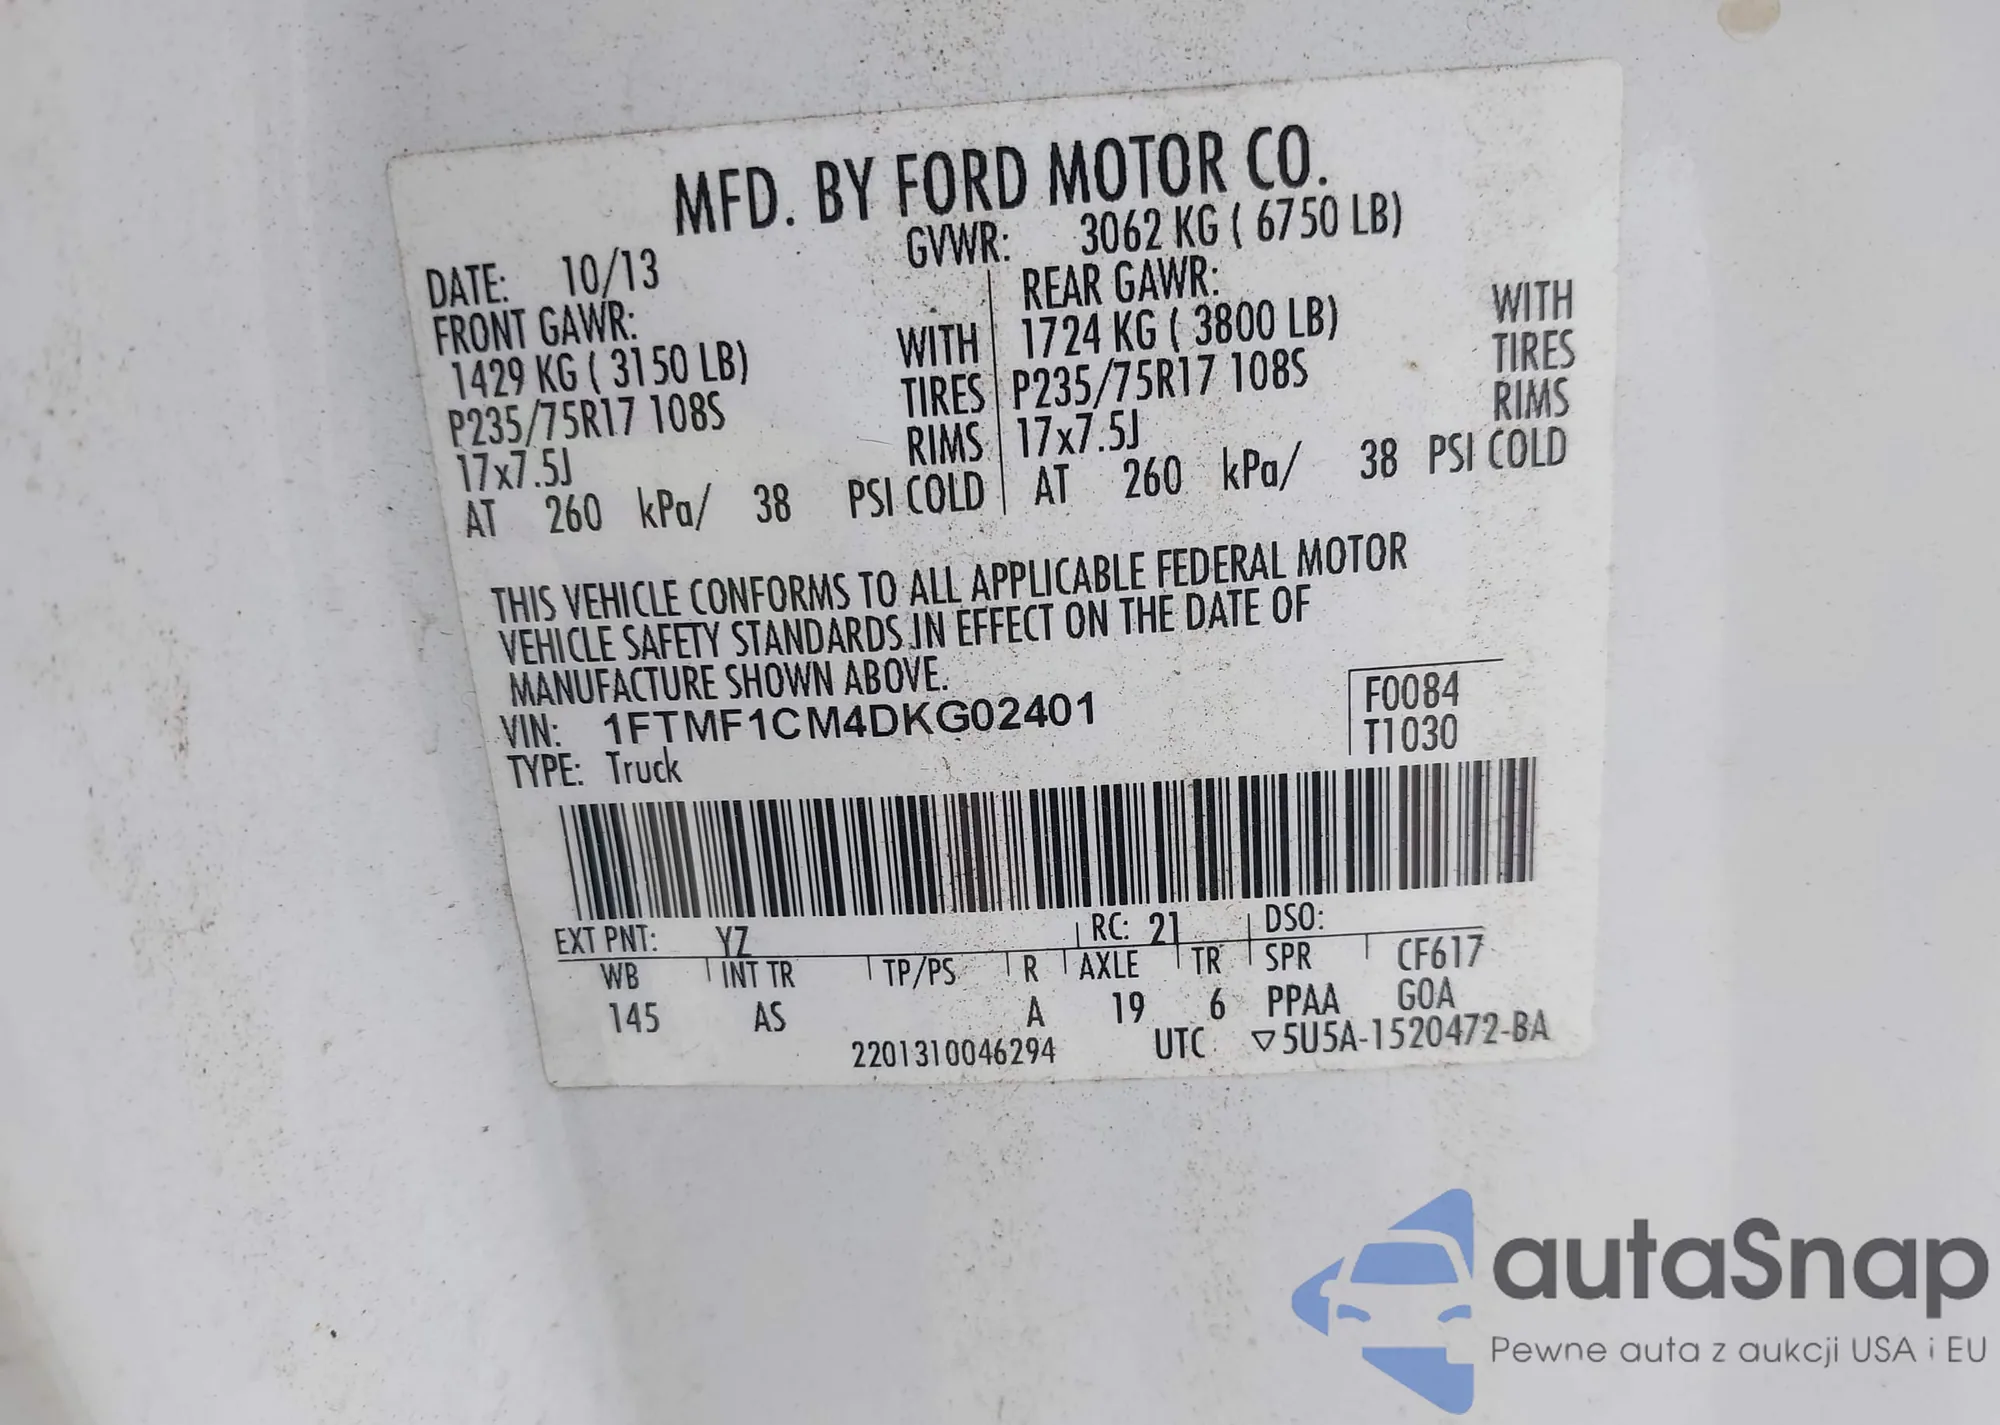 MFD. BY FORD MOTOR CO.
DATE: 10/13 GVWR: 3062 KG ( 6750 LB)
FRONT GAWR: REAR GAWR:
1429 KG ( 3150 LB) WITH 1724 KG ( 3800 LB) WITH
P235/75R17 108S TIRES P235/75R17 108S TIRES
17x7.5J RIMS 17x7.5J RIMS
AT 260 kPa/ 38 PSI COLD AT 260 kPa/ 38 PSI COLD
THIS VEHICLE CONFORMS TO ALL APPLICABLE FEDERAL MOTOR
VEHICLE SAFETY STANDARDS IN EFFECT ON THE DATE OF
MANUFACTURE SHOWN ABOVE.
VIN: 1FTMF1CM4DKG02401
TYPE: Truck
F0084
T1030
EXT PNT: YZ RC: 21 DSO:
WB INT TR TP/PS R AXLE TR SPR CF617
145 AS A 19 6 PPAA GOA
2201310046294 UTC ▽5U5A-1520472-BA
autaSnap
Pewne auta z aukcji USA i EU